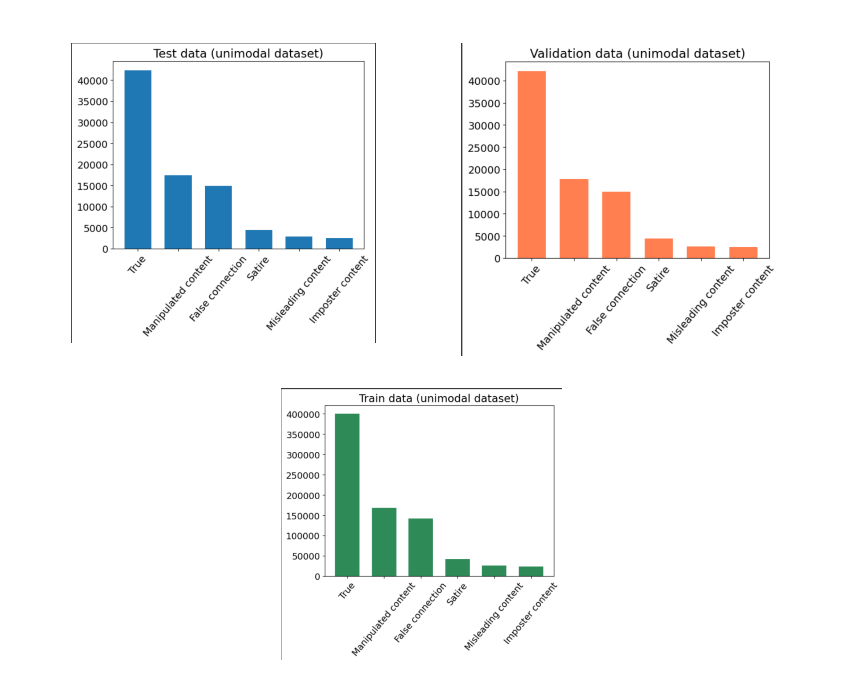 Test data (unimodal dataset)
40000
35000
30000
25000
20000
15000
10000
5000
0
True
Manipulated content
False connection
Satire
Misleading content
Imposter content
Validation data (unimodal dataset)
40000
35000
30000
25000
20000
15000
10000
5000
0
True
Manipulated content
False connection
Satire
Misleading content
Imposter content
Train data (unimodal dataset)
400000
350000
300000
250000
200000
150000
100000
50000
0
True
Manipulated content
False connection
Satire
Misleading content
Imposter content